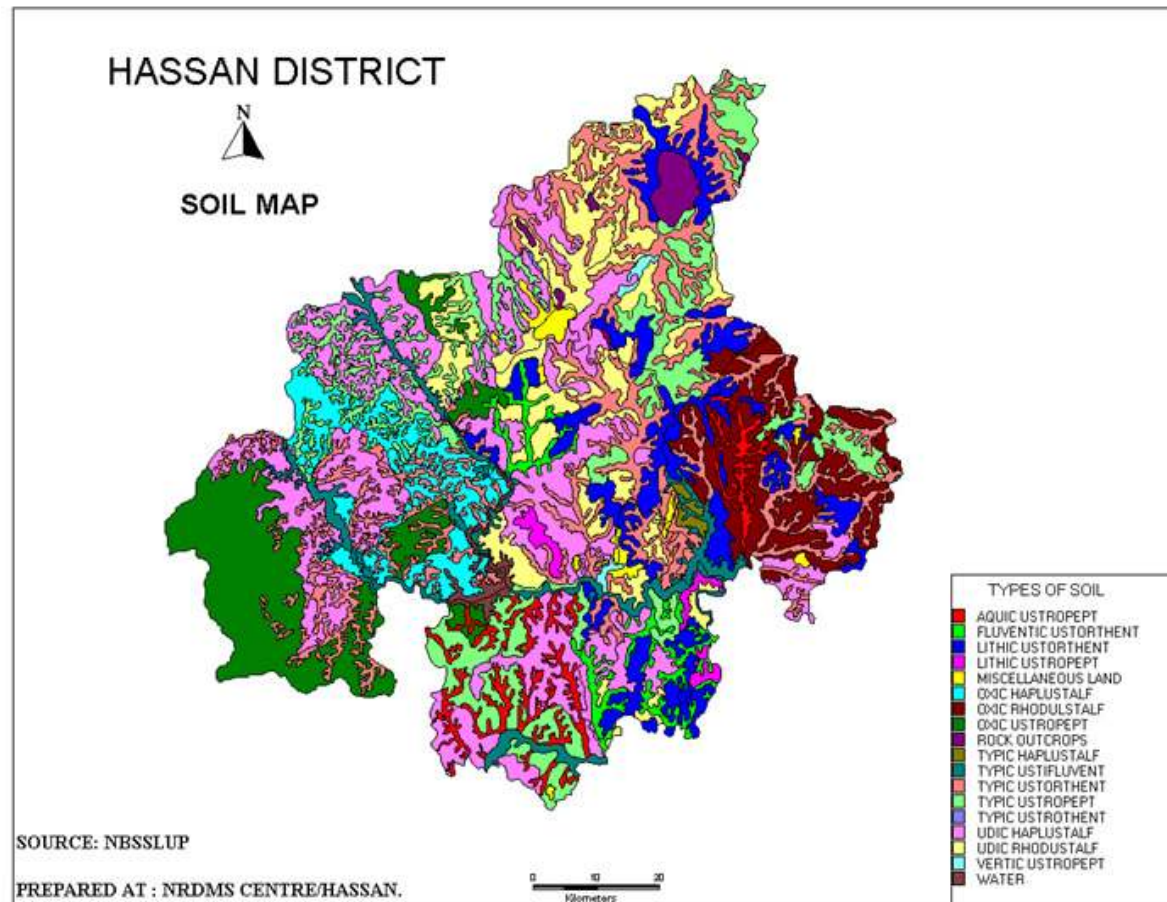 HASSAN DISTRICT
N
SOIL MAP
TYPES OF SOIL
AQUIC USTROPEPT
FLUVENTIC USTORTHENT
LITHIC USTORTHENT
LITHIC USTROPEPT
MISCELLANEOUS LAND
OXIC HAPLUSTALF
OXIC RHODULSTALF
OXIC USTROPEPT
ROCK OUTCROPS
TYPIC HAPLUSTALF
TYPIC USTIFLUVENT
TYPIC USTORTHENT
TYPIC USTROPEPT
TYPIC USTROTHENT
UDIC HAPLUSTALF
UDIC RHODUSTALF
VERTIC USTROPEPT
WATER
SOURCE: NBSSLUP
PREPARED AT : NRDMS CENTRE/HASSAN.
0 10 20
Kilometers